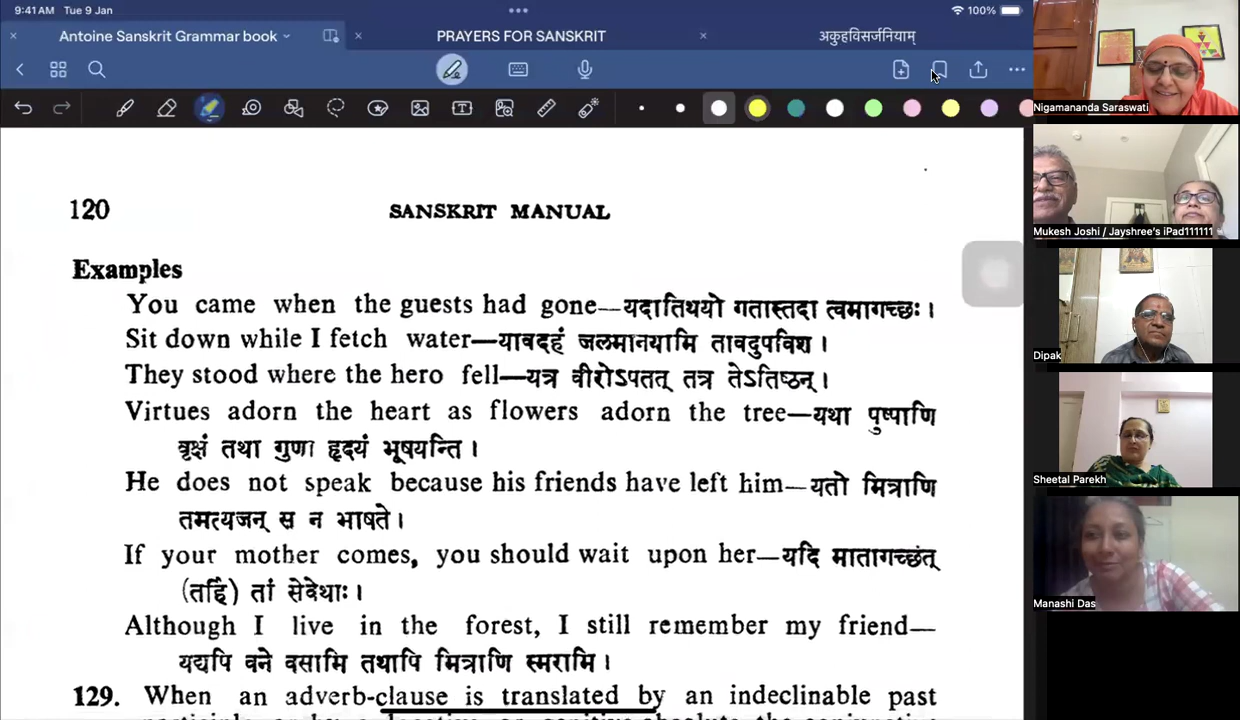 9:41 AM Tue 9 Jan
100%
Antoine Sanskrit Grammar book
PRAYERS FOR SANSKRIT
अकुहविसर्जनियाम्
Nigamananda Saraswati
Mukesh Joshi / Jayshree's iPad111111
Dipak
Sheetal Parekh
Manashi Das
120 SANSKRIT MANUAL
Examples
You came when the guests had gone—यदातिथयो गतास्तदा त्वमागच्छः।
Sit down while I fetch water—यावदहं जलमानयामि तावदुपविश।
They stood where the hero fell—यत्र वीरोऽपतत् तत्र तेऽतिष्ठन्।
Virtues adorn the heart as flowers adorn the tree—यथा पुष्पाणि
वृक्षं तथा गुणा हृदयं भूषयन्ति।
He does not speak because his friends have left him—यतो मित्राणि
तमत्यजन् स न भाषते।
If your mother comes, you should wait upon her—यदि मातागच्छेत्
(तर्हि) तां सेवेथाः।
Although I live in the forest, I still remember my friend—
यद्यपि वने वसामि तथापि मित्राणि स्मरामि।
129. When an adverb-clause is translated by an indeclinable past